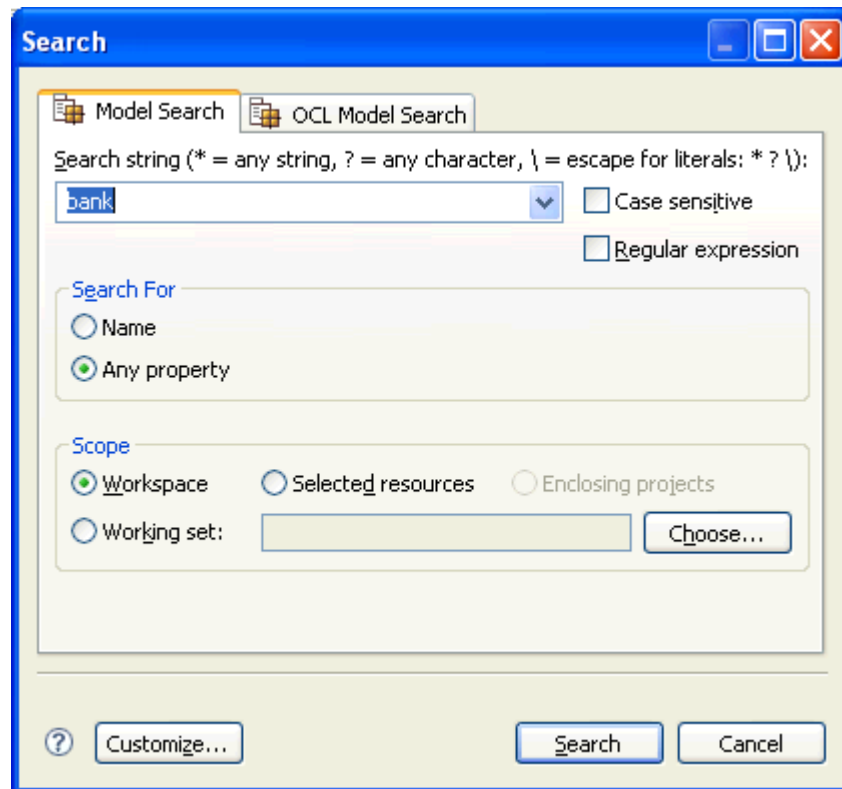 Search
Model Search OCL Model Search
Search string (* = any string, ? = any character, \ = escape for literals: * ? \):
bank Case sensitive
Regular expression
Search For
Name
Any property
Scope
Workspace Selected resources Enclosing projects
Working set: Choose...
? Customize... Search Cancel